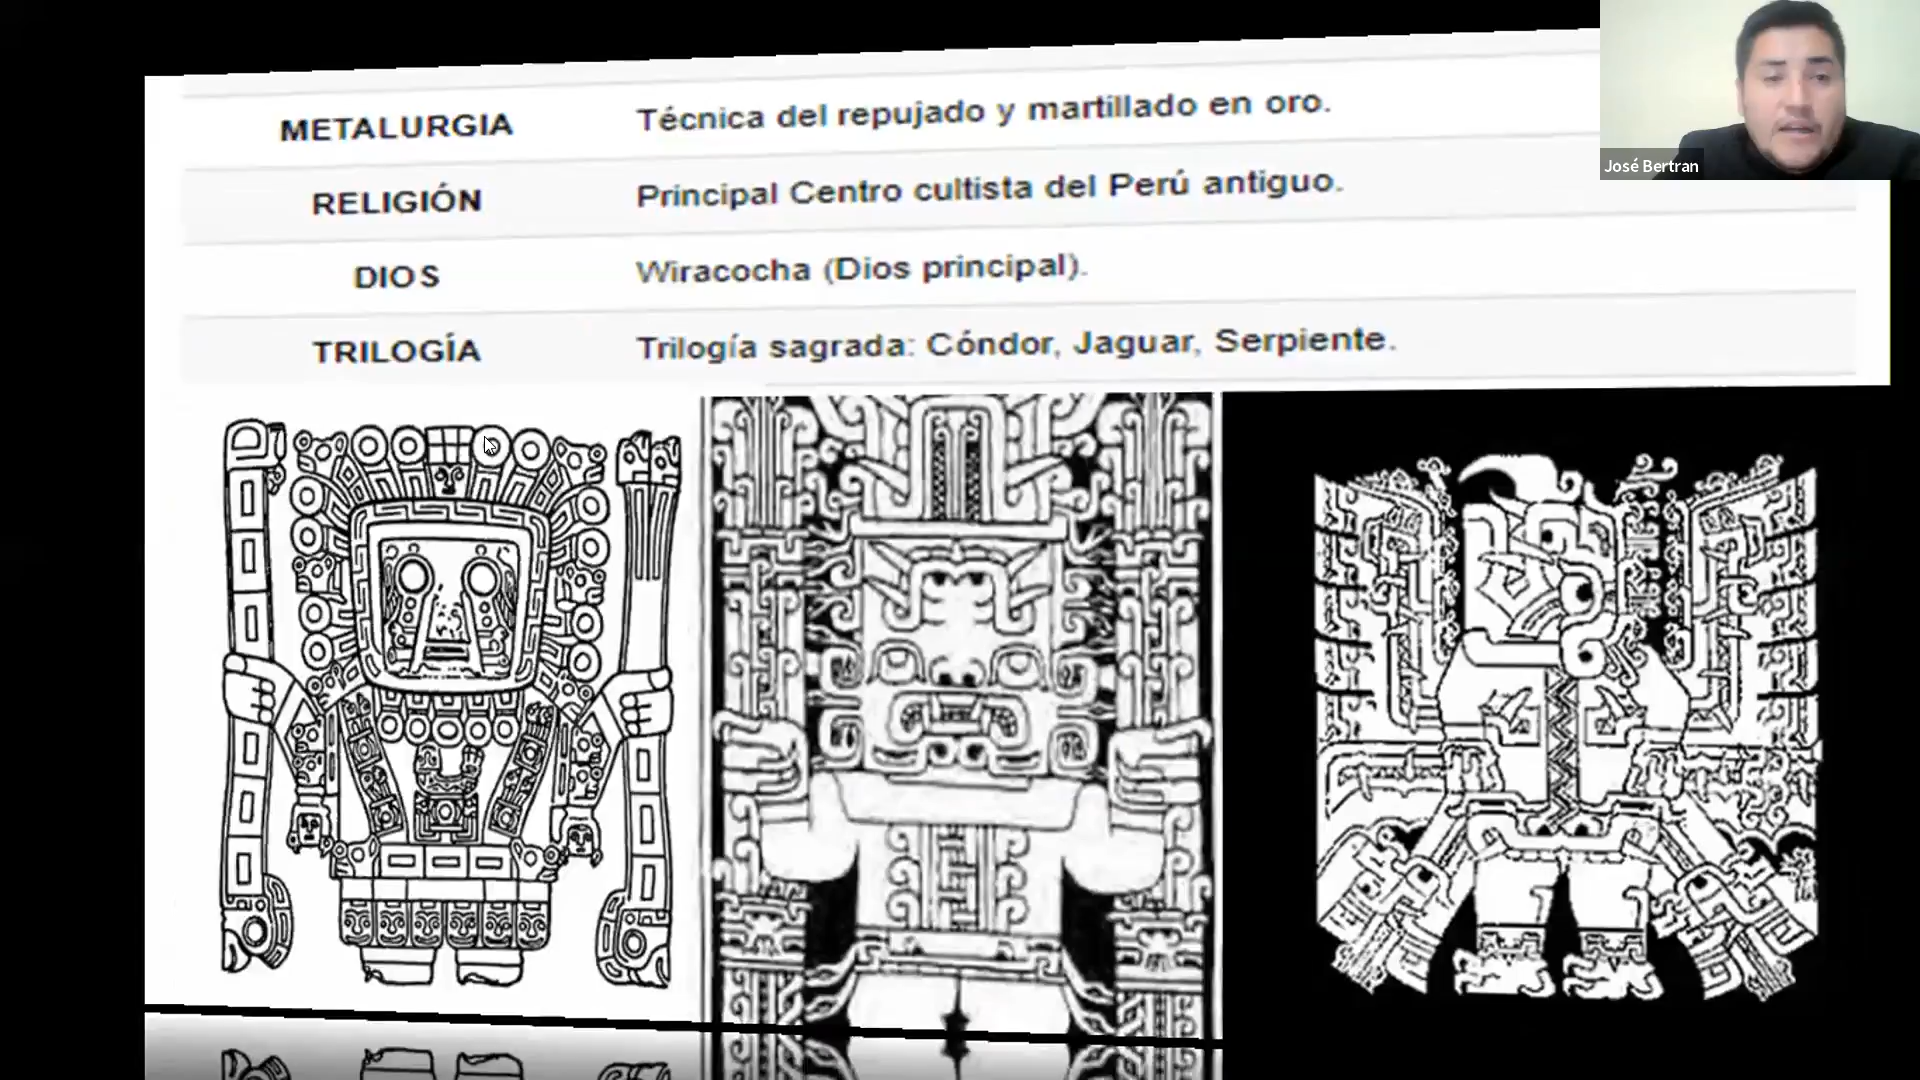 METALURGIA Técnica del repujado y martillado en oro.
RELIGIÓN Principal Centro cultista del Perú antiguo.
DIOS Wiracocha (Dios principal).
TRILOGÍA Trilogía sagrada: Cóndor, Jaguar, Serpiente.
José Bertran